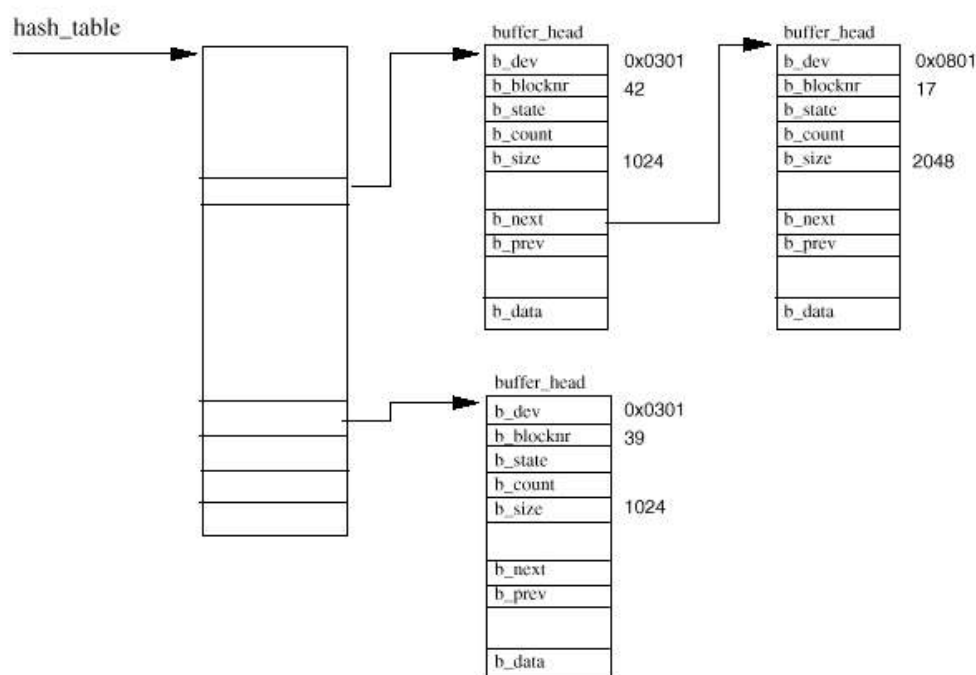 hash_table
buffer_head
b_dev 0x0301
b_blocknr 42
b_state
b_count
b_size 1024
b_next
b_prev
b_data
buffer_head
b_dev 0x0801
b_blocknr 17
b_state
b_count
b_size 2048
b_next
b_prev
b_data
buffer_head
b_dev 0x0301
b_blocknr 39
b_state
b_count
b_size 1024
b_next
b_prev
b_data